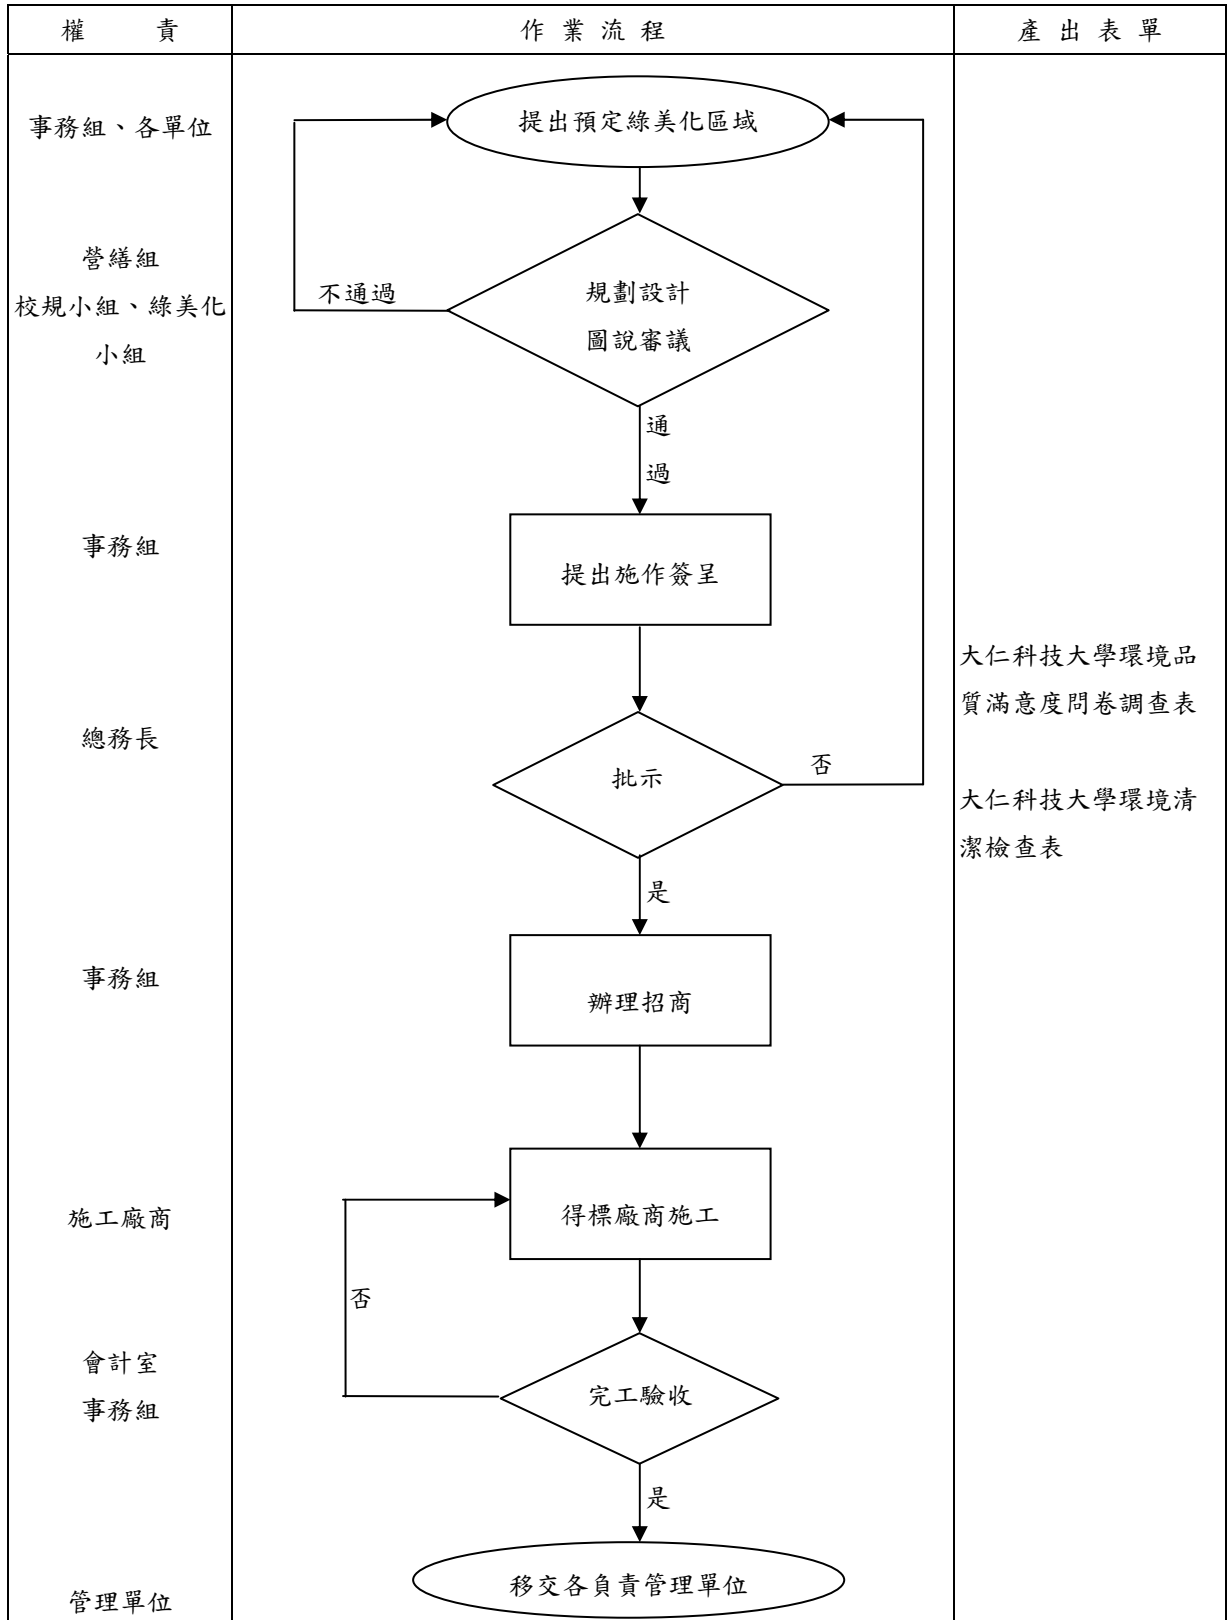 權 責
作 業 流 程
產 出 表 單
事務組、各單位
提出預定綠美化區域
營繕組
校規小組、綠美化
小組
不通過
規劃設計
圖說審議
通
過
事務組
提出施作簽呈
大仁科技大學環境品
質滿意度問卷調查表
總務長
批示
否
大仁科技大學環境清
潔檢查表
是
事務組
辦理招商
施工廠商
得標廠商施工
否
會計室
事務組
完工驗收
是
管理單位
移交各負責管理單位